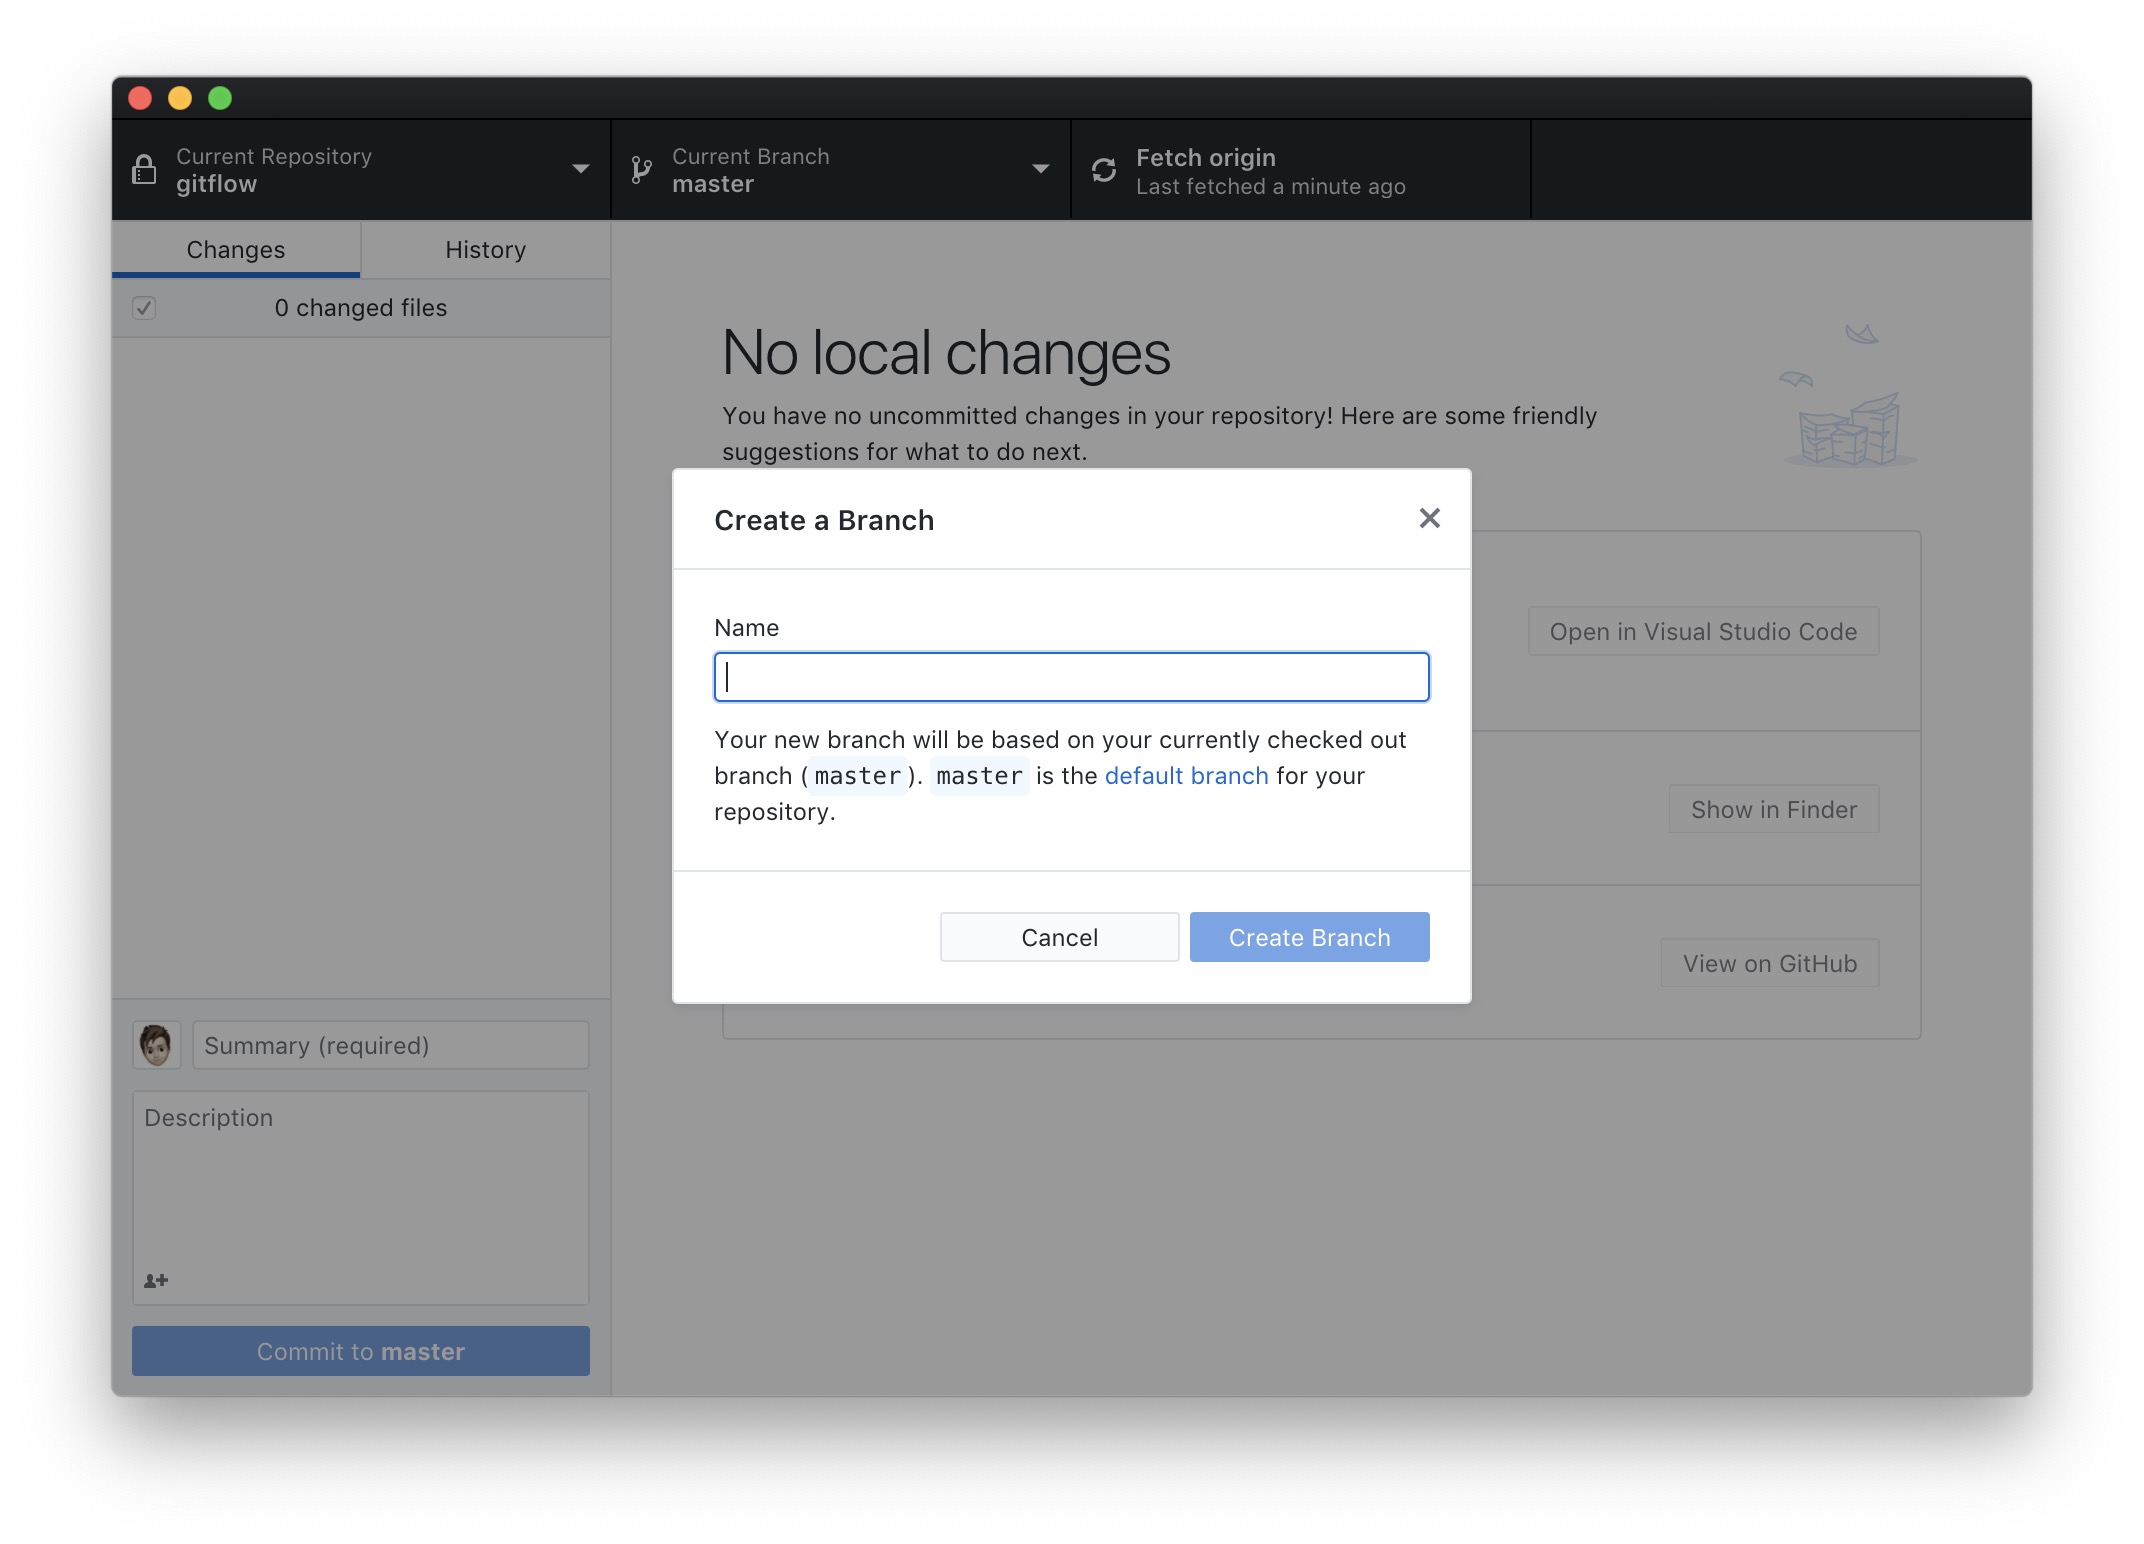 Current Repository
gitflow
Current Branch
master
Fetch origin
Last fetched a minute ago
Changes
History
0 changed files
No local changes
You have no uncommitted changes in your repository! Here are some friendly
suggestions for what to do next.
Create a Branch
Name
Your new branch will be based on your currently checked out
branch (master). master is the default branch for your
repository.
Cancel
Create Branch
Open in Visual Studio Code
Show in Finder
View on GitHub
Summary (required)
Description
Commit to master